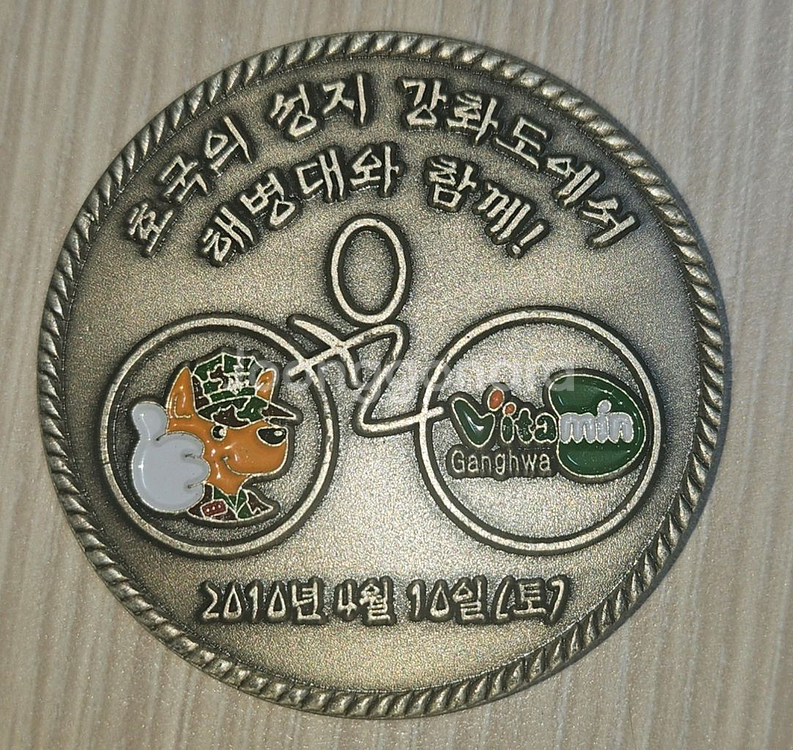 호국의 성지 강화도에서
해병대와 함께!
Vitamin
Ganghwa
2010년 4월 10일 (토)